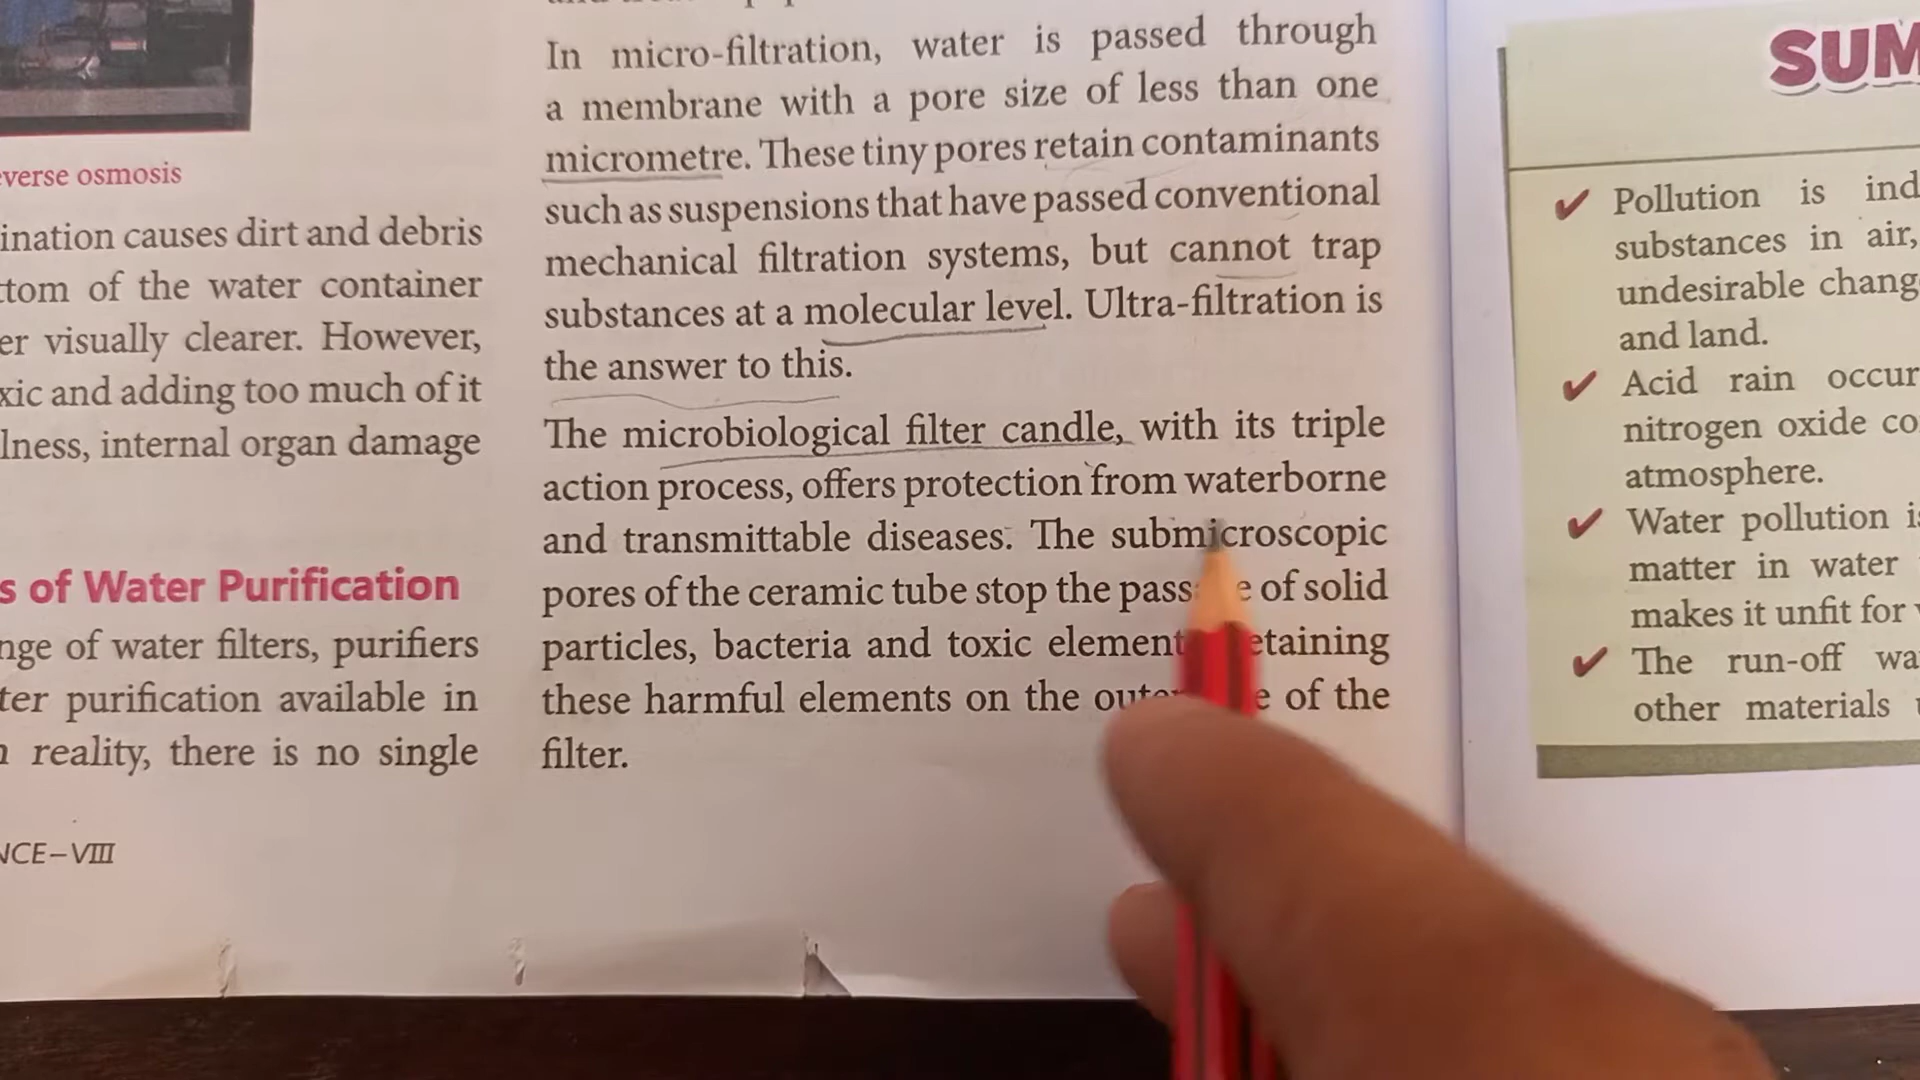 verse osmosis
ination causes dirt and debris
tom of the water container
er visually clearer. However,
xic and adding too much of it
lness, internal organ damage
s of Water Purification
nge of water filters, purifiers
ter purification available in
reality, there is no single
NCE–VIII
In micro-filtration, water is passed through
a membrane with a pore size of less than one
micrometre. These tiny pores retain contaminants
such as suspensions that have passed conventional
mechanical filtration systems, but cannot trap
substances at a molecular level. Ultra-filtration is
the answer to this.
The microbiological filter candle, with its triple
action process, offers protection from waterborne
and transmittable diseases. The submicroscopic
pores of the ceramic tube stop the pass e of solid
particles, bacteria and toxic element etaining
these harmful elements on the oute e of the
filter.
SUM
Pollution is ind
substances in air,
undesirable chang
and land.
Acid rain occur
nitrogen oxide co
atmosphere.
Water pollution i
matter in water
makes it unfit for
The run-off wa
other materials